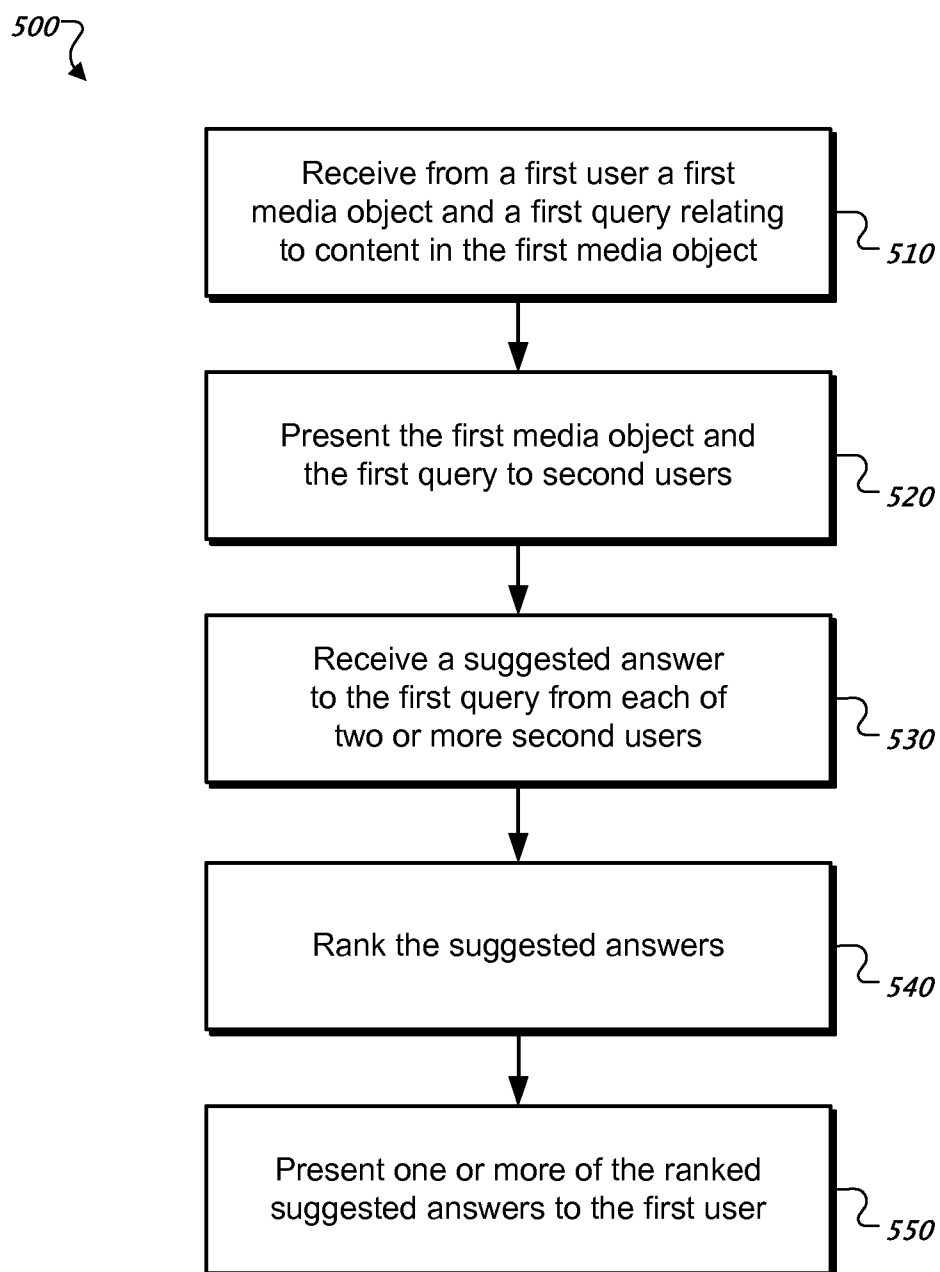 500
Receive from a first user a first
media object and a first query relating
to content in the first media object
510
Present the first media object and
the first query to second users
520
Receive a suggested answer
to the first query from each of
two or more second users
530
Rank the suggested answers
540
Present one or more of the ranked
suggested answers to the first user
550